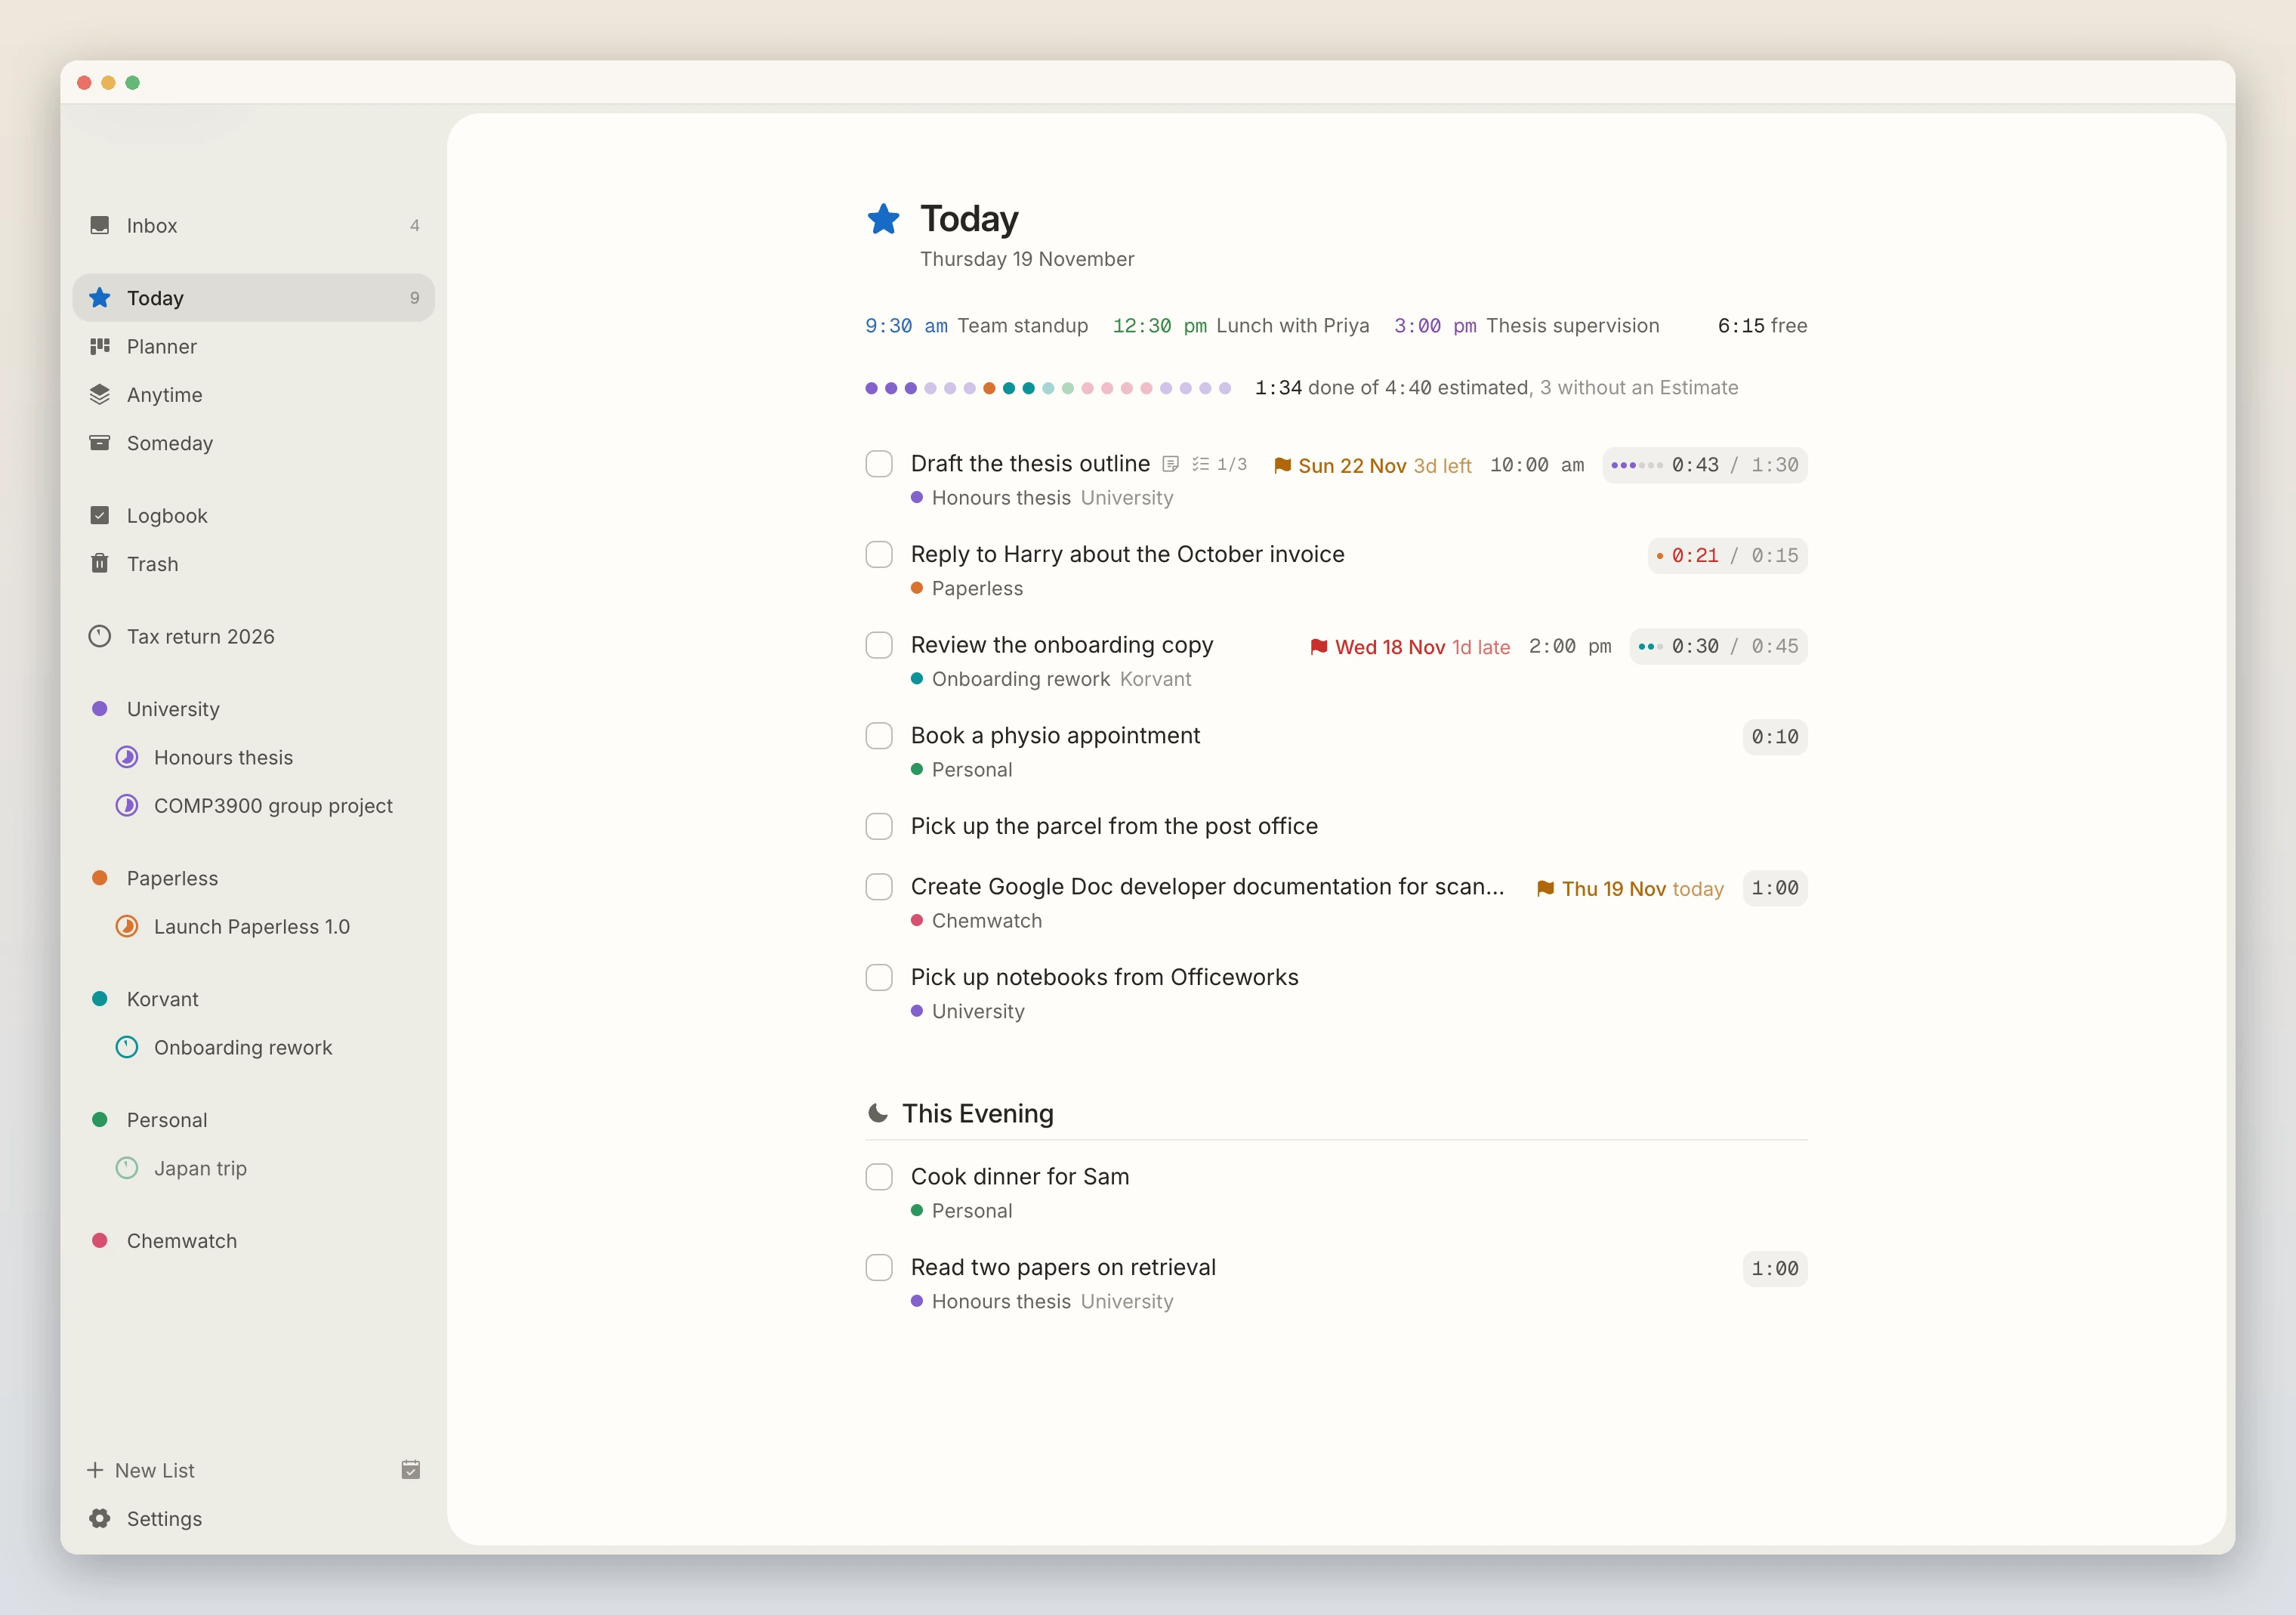 Inbox 4
Today 9
Planner
Anytime
Someday
Logbook
Trash
Tax return 2026
University
Honours thesis
COMP3900 group project
Paperless
Launch Paperless 1.0
Korvant
Onboarding rework
Personal
Japan trip
Chemwatch
New List
Settings
Today
Thursday 19 November
9:30 am Team standup 12:30 pm Lunch with Priya 3:00 pm Thesis supervision 6:15 free
1:34 done of 4:40 estimated, 3 without an Estimate
Draft the thesis outline 1/3 Sun 22 Nov 3d left 10:00 am 0:43 / 1:30
Honours thesis University
Reply to Harry about the October invoice 0:21 / 0:15
Paperless
Review the onboarding copy Wed 18 Nov 1d late 2:00 pm 0:30 / 0:45
Onboarding rework Korvant
Book a physio appointment 0:10
Personal
Pick up the parcel from the post office
Create Google Doc developer documentation for scan... Thu 19 Nov today 1:00
Chemwatch
Pick up notebooks from Officeworks
University
This Evening
Cook dinner for Sam
Personal
Read two papers on retrieval 1:00
Honours thesis University